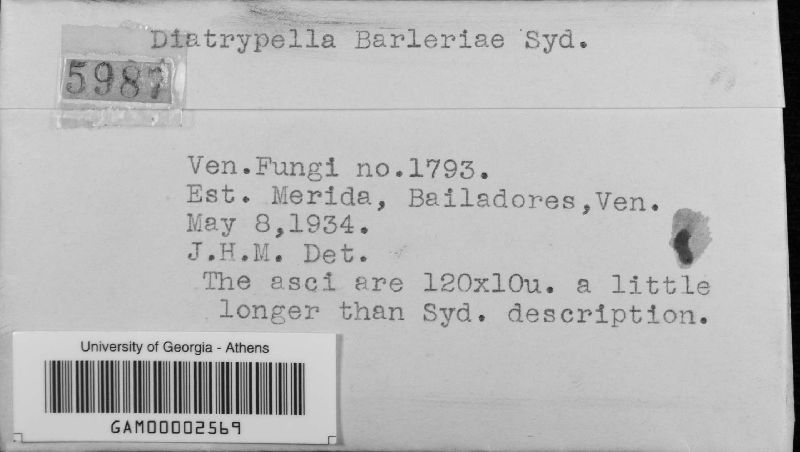 Diatrypella Barleriae Syd.
5987
Ven.Fungi no.1793.
Est. Merida, Bailadores,Ven.
May 8,1934.
J.H.M. Det.
The asci are 120x10u. a little
longer than Syd. description.
University of Georgia - Athens
GAM00002569